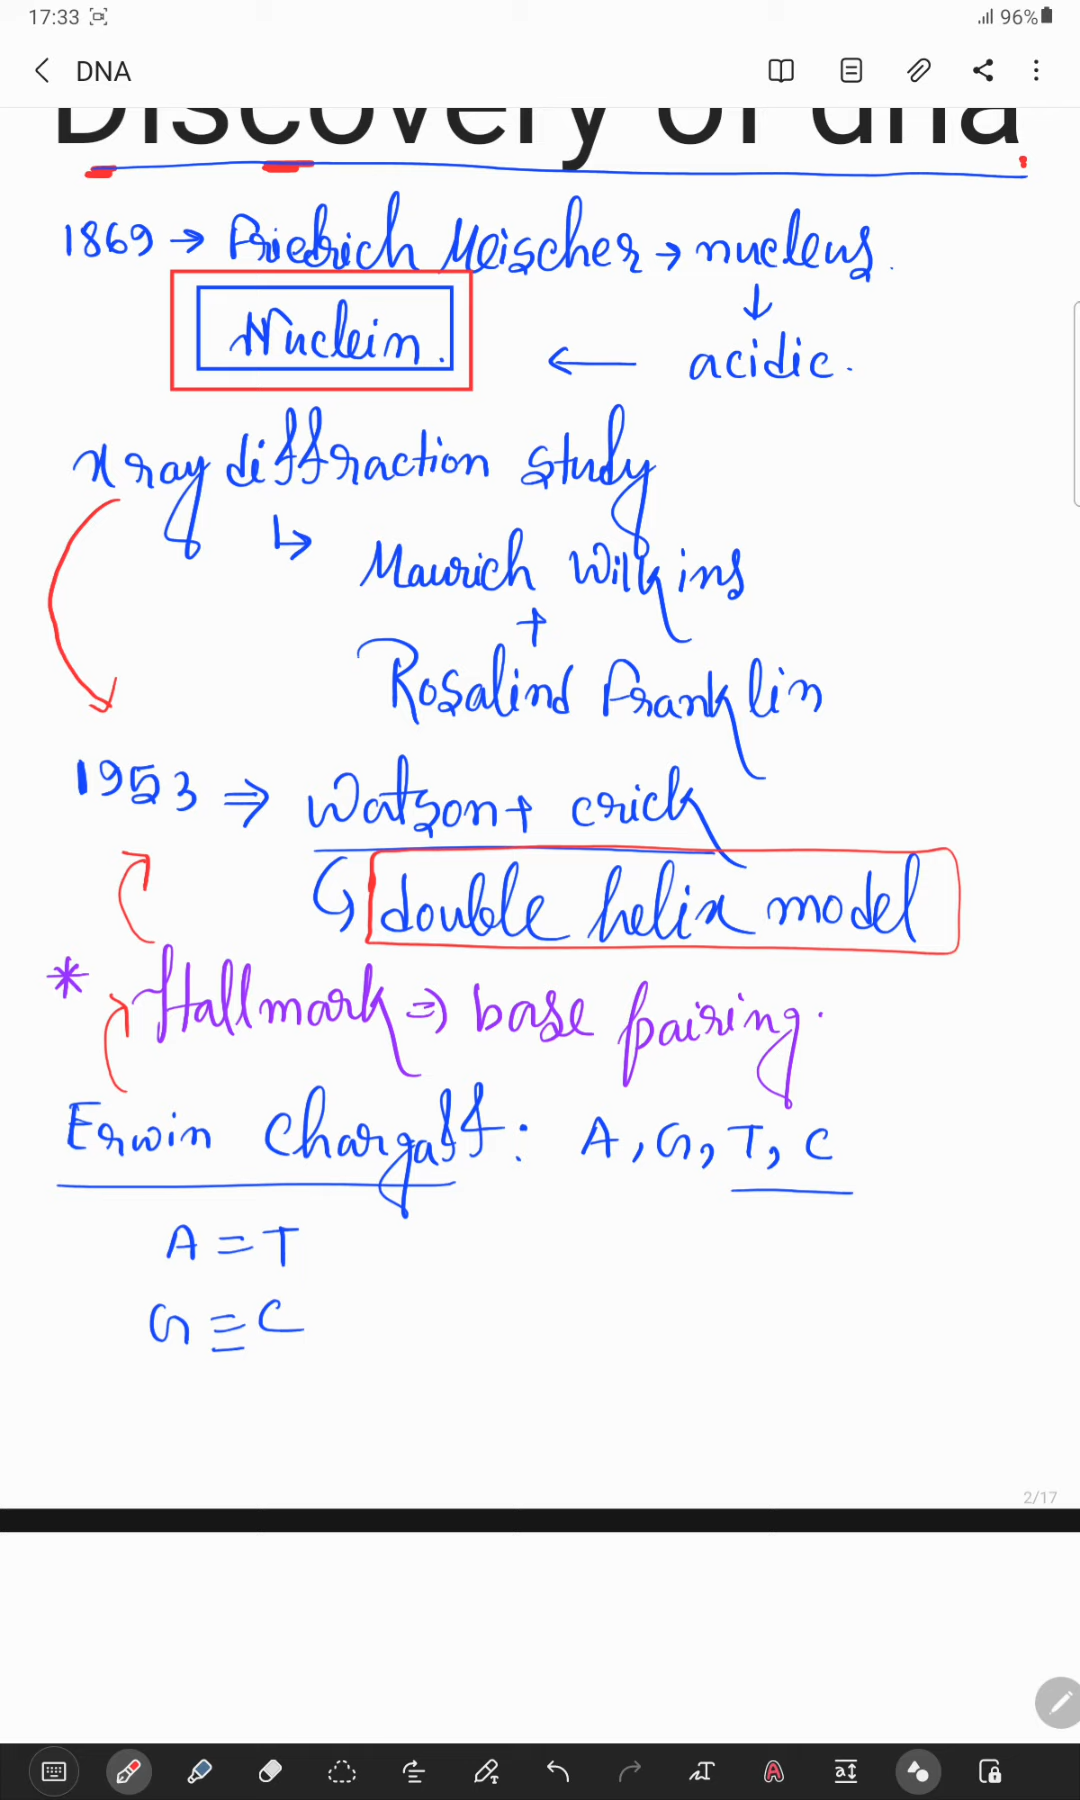 17:33 96%
DNA
Discovery of dna
1869 → Friedrich Meischer → nucleus.
↓
Nuclein. ← acidic.
x ray diffraction study
↳ Maurich Wilkins
+
Rosalind Franklin
1953 ⇒ Watson + crick
↳ double helix model
* Hallmark ⇒ base pairing.
Erwin Chargaff : A, G, T, C
A = T
G ≡ C
2/17